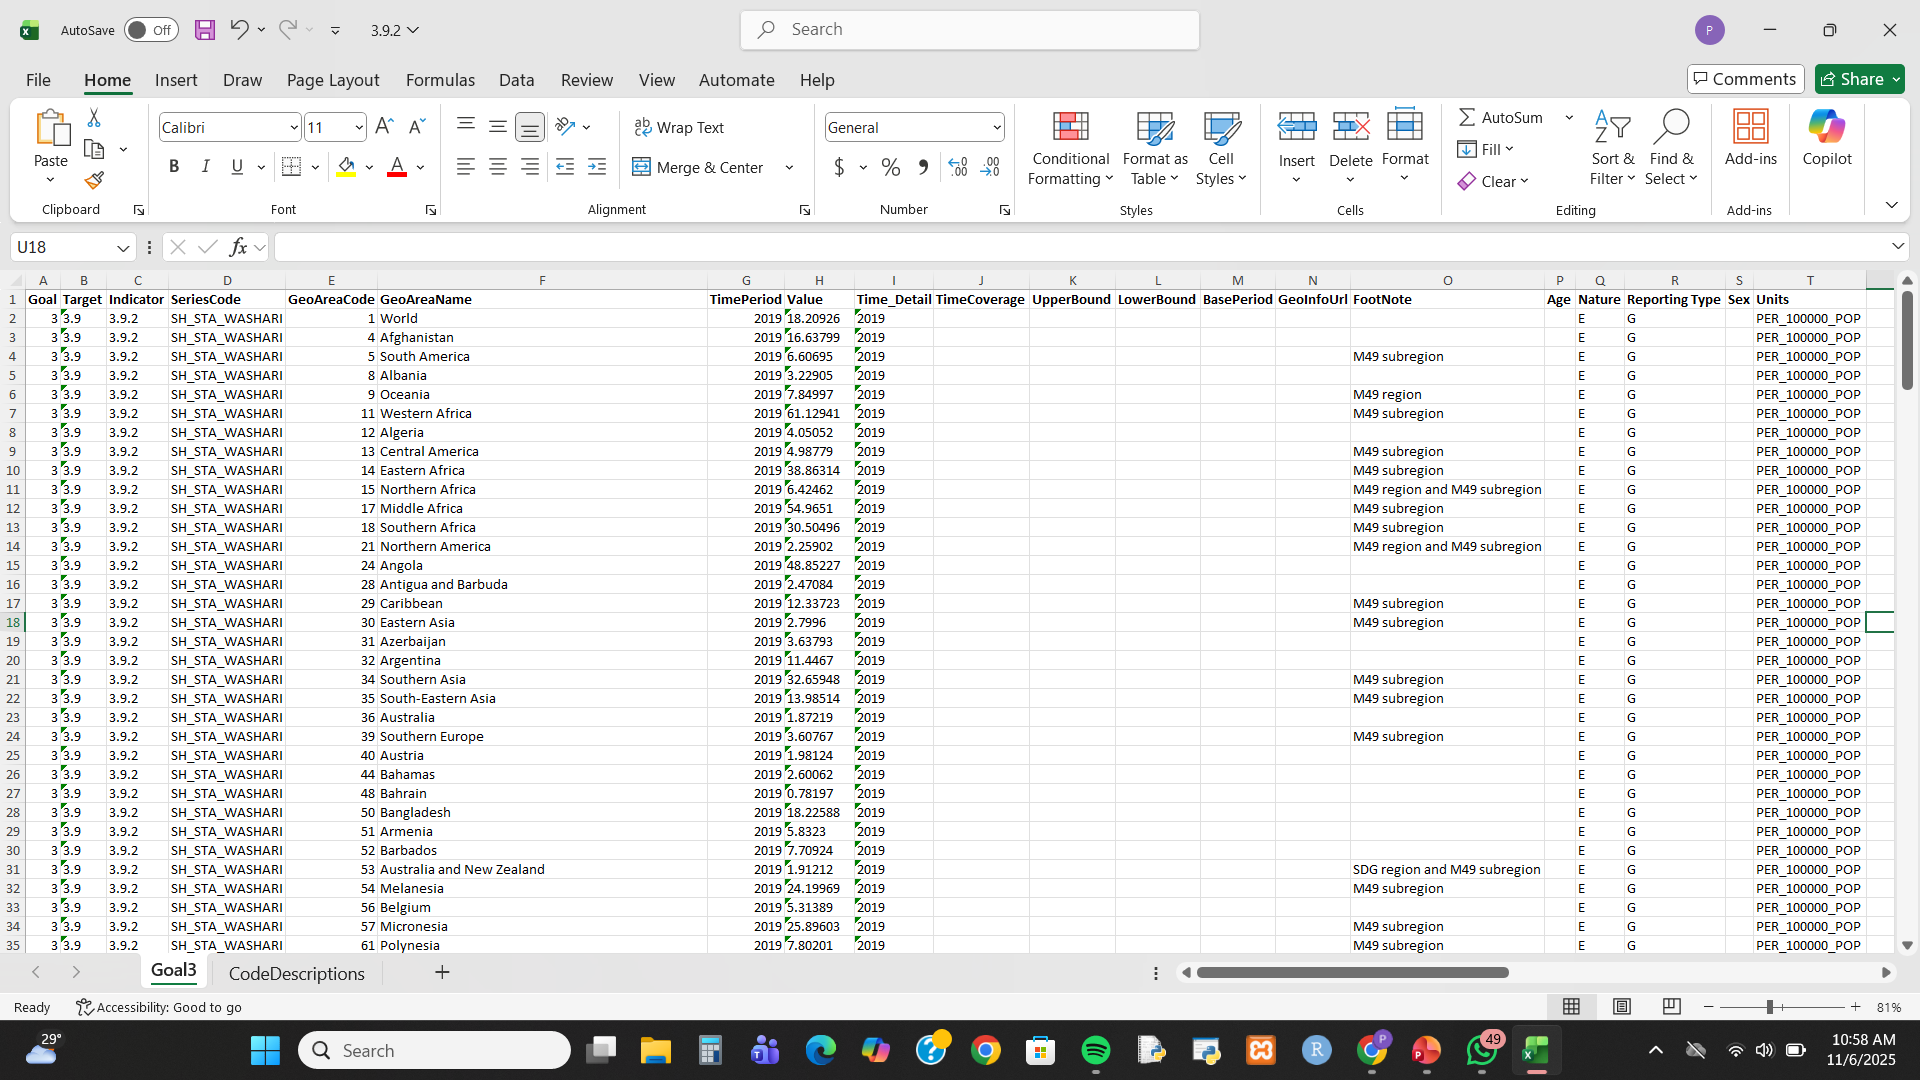 AutoSave Off 3.9.2 Search P
File Home Insert Draw Page Layout Formulas Data Review View Automate Help Comments Share
Paste Calibri 11 Wrap Text General Conditional Formatting Format as Table Cell Styles Insert Delete Format AutoSum Fill Clear Sort & Filter Find & Select Add-ins Copilot
B I U A Merge & Center $ % 9
Clipboard Font Alignment Number Styles Cells Editing Add-ins
U18 fx
A B C D E F G H I J K L M N O P Q R S T
1 Goal Target Indicator SeriesCode GeoAreaCode GeoAreaName TimePeriod Value Time_Detail TimeCoverage UpperBound LowerBound BasePeriod GeoInfoUrl FootNote Age Nature Reporting Type Sex Units
2 3 3.9 3.9.2 SH_STA_WASHARI 1 World 2019 18.20926 2019 E G PER_100000_POP
3 3 3.9 3.9.2 SH_STA_WASHARI 4 Afghanistan 2019 16.63799 2019 E G PER_100000_POP
4 3 3.9 3.9.2 SH_STA_WASHARI 5 South America 2019 6.60695 2019 M49 subregion E G PER_100000_POP
5 3 3.9 3.9.2 SH_STA_WASHARI 8 Albania 2019 3.22905 2019 E G PER_100000_POP
6 3 3.9 3.9.2 SH_STA_WASHARI 9 Oceania 2019 7.84997 2019 M49 region E G PER_100000_POP
7 3 3.9 3.9.2 SH_STA_WASHARI 11 Western Africa 2019 61.12941 2019 M49 subregion E G PER_100000_POP
8 3 3.9 3.9.2 SH_STA_WASHARI 12 Algeria 2019 4.05052 2019 E G PER_100000_POP
9 3 3.9 3.9.2 SH_STA_WASHARI 13 Central America 2019 4.98779 2019 M49 subregion E G PER_100000_POP
10 3 3.9 3.9.2 SH_STA_WASHARI 14 Eastern Africa 2019 38.86314 2019 M49 subregion E G PER_100000_POP
11 3 3.9 3.9.2 SH_STA_WASHARI 15 Northern Africa 2019 6.42462 2019 M49 region and M49 subregion E G PER_100000_POP
12 3 3.9 3.9.2 SH_STA_WASHARI 17 Middle Africa 2019 54.9651 2019 M49 subregion E G PER_100000_POP
13 3 3.9 3.9.2 SH_STA_WASHARI 18 Southern Africa 2019 30.50496 2019 M49 subregion E G PER_100000_POP
14 3 3.9 3.9.2 SH_STA_WASHARI 21 Northern America 2019 2.25902 2019 M49 region and M49 subregion E G PER_100000_POP
15 3 3.9 3.9.2 SH_STA_WASHARI 24 Angola 2019 48.85227 2019 E G PER_100000_POP
16 3 3.9 3.9.2 SH_STA_WASHARI 28 Antigua and Barbuda 2019 2.47084 2019 E G PER_100000_POP
17 3 3.9 3.9.2 SH_STA_WASHARI 29 Caribbean 2019 12.33723 2019 M49 subregion E G PER_100000_POP
18 3 3.9 3.9.2 SH_STA_WASHARI 30 Eastern Asia 2019 2.7996 2019 M49 subregion E G PER_100000_POP
19 3 3.9 3.9.2 SH_STA_WASHARI 31 Azerbaijan 2019 3.63793 2019 E G PER_100000_POP
20 3 3.9 3.9.2 SH_STA_WASHARI 32 Argentina 2019 11.4467 2019 E G PER_100000_POP
21 3 3.9 3.9.2 SH_STA_WASHARI 34 Southern Asia 2019 32.65948 2019 M49 subregion E G PER_100000_POP
22 3 3.9 3.9.2 SH_STA_WASHARI 35 South-Eastern Asia 2019 13.98514 2019 M49 subregion E G PER_100000_POP
23 3 3.9 3.9.2 SH_STA_WASHARI 36 Australia 2019 1.87219 2019 E G PER_100000_POP
24 3 3.9 3.9.2 SH_STA_WASHARI 39 Southern Europe 2019 3.60767 2019 M49 subregion E G PER_100000_POP
25 3 3.9 3.9.2 SH_STA_WASHARI 40 Austria 2019 1.98124 2019 E G PER_100000_POP
26 3 3.9 3.9.2 SH_STA_WASHARI 44 Bahamas 2019 2.60062 2019 E G PER_100000_POP
27 3 3.9 3.9.2 SH_STA_WASHARI 48 Bahrain 2019 0.78197 2019 E G PER_100000_POP
28 3 3.9 3.9.2 SH_STA_WASHARI 50 Bangladesh 2019 18.22588 2019 E G PER_100000_POP
29 3 3.9 3.9.2 SH_STA_WASHARI 51 Armenia 2019 5.8323 2019 E G PER_100000_POP
30 3 3.9 3.9.2 SH_STA_WASHARI 52 Barbados 2019 7.70924 2019 E G PER_100000_POP
31 3 3.9 3.9.2 SH_STA_WASHARI 53 Australia and New Zealand 2019 1.91212 2019 SDG region and M49 subregion E G PER_100000_POP
32 3 3.9 3.9.2 SH_STA_WASHARI 54 Melanesia 2019 24.19969 2019 M49 subregion E G PER_100000_POP
33 3 3.9 3.9.2 SH_STA_WASHARI 56 Belgium 2019 5.31389 2019 E G PER_100000_POP
34 3 3.9 3.9.2 SH_STA_WASHARI 57 Micronesia 2019 25.89603 2019 M49 subregion E G PER_100000_POP
35 3 3.9 3.9.2 SH_STA_WASHARI 61 Polynesia 2019 7.80201 2019 M49 subregion E G PER_100000_POP
Goal3 CodeDescriptions
Ready Accessibility: Good to go 81%
29° Search 49 10:58 AM
11/6/2025